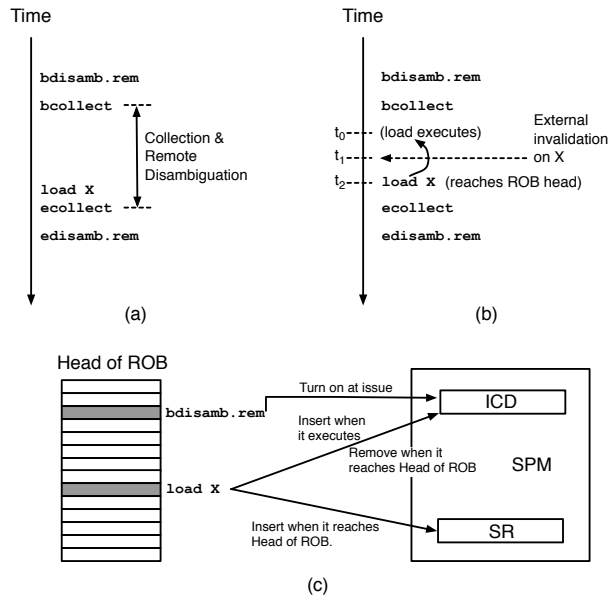 Time
bdisamb.rem
bcollect
Collection &
Remote
Disambiguation
load X
ecollect
edisamb.rem
(a)
Time
bdisamb.rem
bcollect
t0 (load executes)
External
invalidation
on X
t1
t2 load X (reaches ROB head)
ecollect
edisamb.rem
(b)
Head of ROB
bdisamb.rem
load X
Turn on at issue
Insert when
it executes
Remove when it
reaches Head of ROB
Insert when it reaches
Head of ROB.
ICD
SPM
SR
(c)